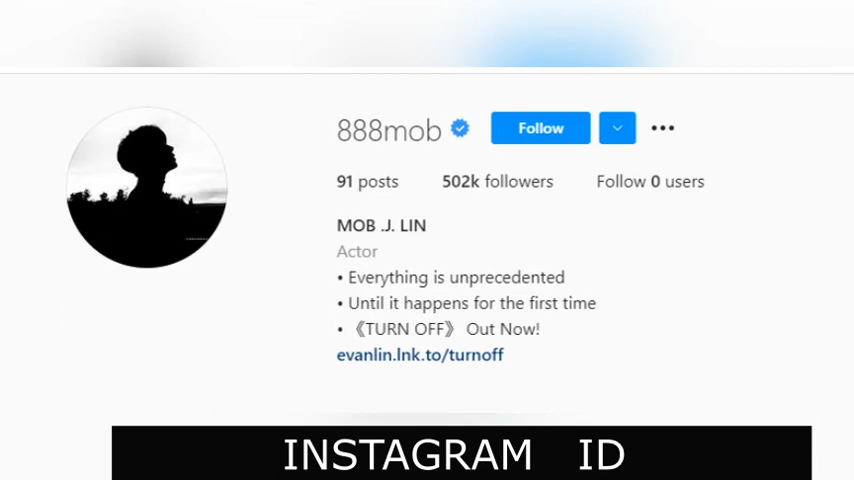 888mob Follow •••
91 posts 502k followers Follow 0 users
MOB .J. LIN
Actor
• Everything is unprecedented
• Until it happens for the first time
• 《TURN OFF》 Out Now!
evanlin.lnk.to/turnoff
INSTAGRAM ID